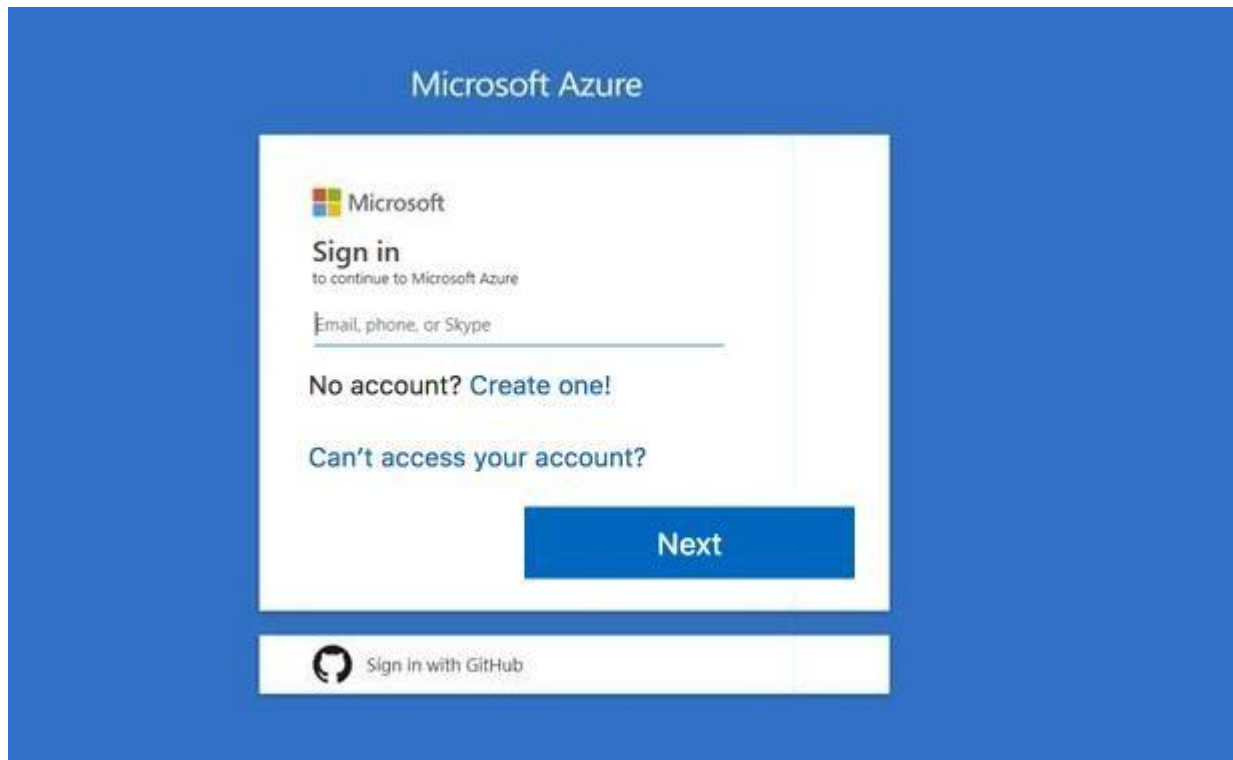 Microsoft Azure
Microsoft
Sign in
to continue to Microsoft Azure
Email, phone, or Skype
No account? Create one!
Can't access your account?
Next
Sign in with GitHub